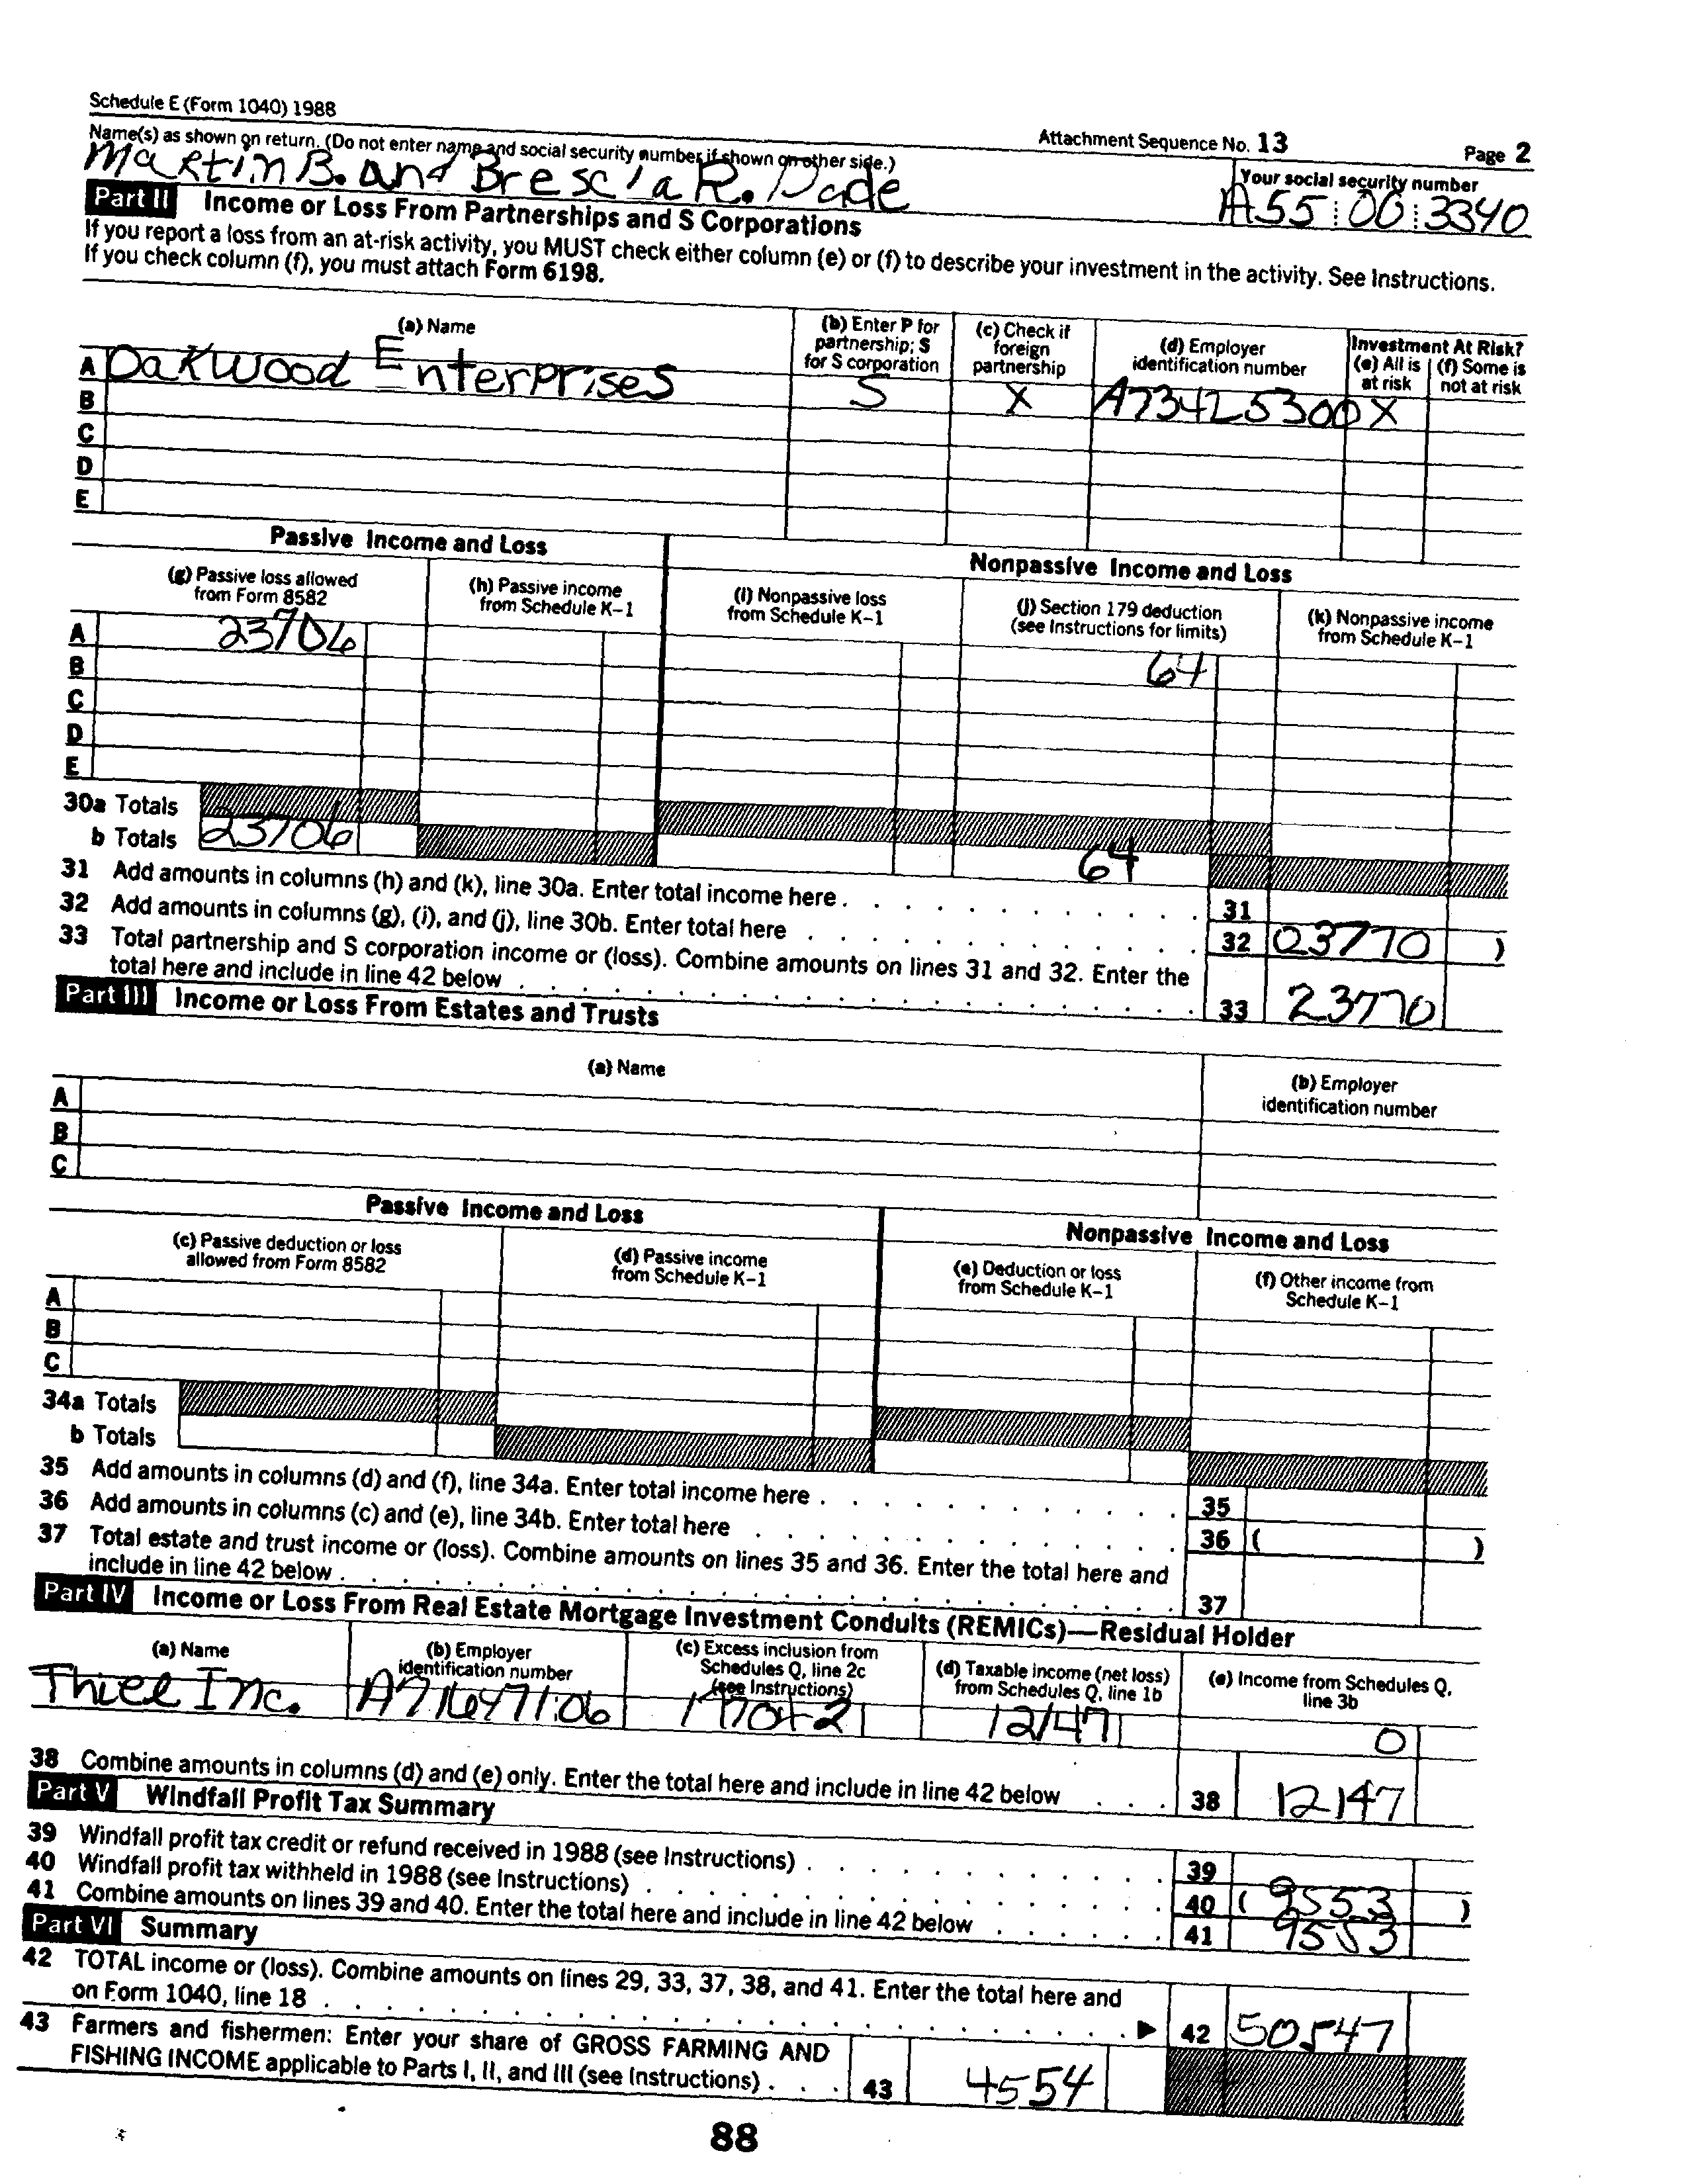 Schedule E (Form 1040) 1988
Attachment Sequence No. 13 Page 2
Name(s) as shown on return. (Do not enter name and social security number if shown on other side.)
Your social security number
Martin B. and Brescia R. Dade
A55 00 3340
Part II Income or Loss From Partnerships and S Corporations
If you report a loss from an at-risk activity, you MUST check either column (e) or (f) to describe your investment in the activity. See Instructions.
If you check column (f), you must attach Form 6198.
(a) Name
(b) Enter P for partnership; S for S corporation
(c) Check if foreign partnership
(d) Employer identification number
Investment At Risk?
(e) All is at risk
(f) Some is not at risk
A Oakwood Enterprises S X A73425300 X
B
C
D
E
Passive Income and Loss
Nonpassive Income and Loss
(g) Passive loss allowed from Form 8582
(h) Passive income from Schedule K–1
(i) Nonpassive loss from Schedule K–1
(j) Section 179 deduction (see Instructions for limits)
(k) Nonpassive income from Schedule K–1
A 23706 64
B
C
D
E
30a Totals
b Totals 23706 64
31 Add amounts in columns (h) and (k), line 30a. Enter total income here . 31
32 Add amounts in columns (g), (i), and (j), line 30b. Enter total here . 32 23770 )
33 Total partnership and S corporation income or (loss). Combine amounts on lines 31 and 32. Enter the
total here and include in line 42 below . 33 23770
Part III Income or Loss From Estates and Trusts
(a) Name
(b) Employer identification number
A
B
C
Passive Income and Loss
Nonpassive Income and Loss
(c) Passive deduction or loss allowed from Form 8582
(d) Passive income from Schedule K–1
(e) Deduction or loss from Schedule K–1
(f) Other income from Schedule K–1
A
B
C
34a Totals
b Totals
35 Add amounts in columns (d) and (f), line 34a. Enter total income here . 35
36 Add amounts in columns (c) and (e), line 34b. Enter total here . 36 ( )
37 Total estate and trust income or (loss). Combine amounts on lines 35 and 36. Enter the total here and
include in line 42 below . 37
Part IV Income or Loss From Real Estate Mortgage Investment Conduits (REMICs)—Residual Holder
(a) Name
(b) Employer identification number
(c) Excess inclusion from Schedules Q, line 2c (see Instructions)
(d) Taxable income (net loss) from Schedules Q, line 1b
(e) Income from Schedules Q, line 3b
Thiel Inc. 12147 0
38 Combine amounts in columns (d) and (e) only. Enter the total here and include in line 42 below . . . 38 12147
Part V Windfall Profit Tax Summary
39 Windfall profit tax credit or refund received in 1988 (see Instructions) . 39
40 Windfall profit tax withheld in 1988 (see Instructions) . 40 ( 9553 )
41 Combine amounts on lines 39 and 40. Enter the total here and include in line 42 below . 41 9553
Part VI Summary
42 TOTAL income or (loss). Combine amounts on lines 29, 33, 37, 38, and 41. Enter the total here and
on Form 1040, line 18 . ▶ 42 50547
43 Farmers and fishermen: Enter your share of GROSS FARMING AND
FISHING INCOME applicable to Parts I, II, and III (see Instructions) . . . 43 4554
88